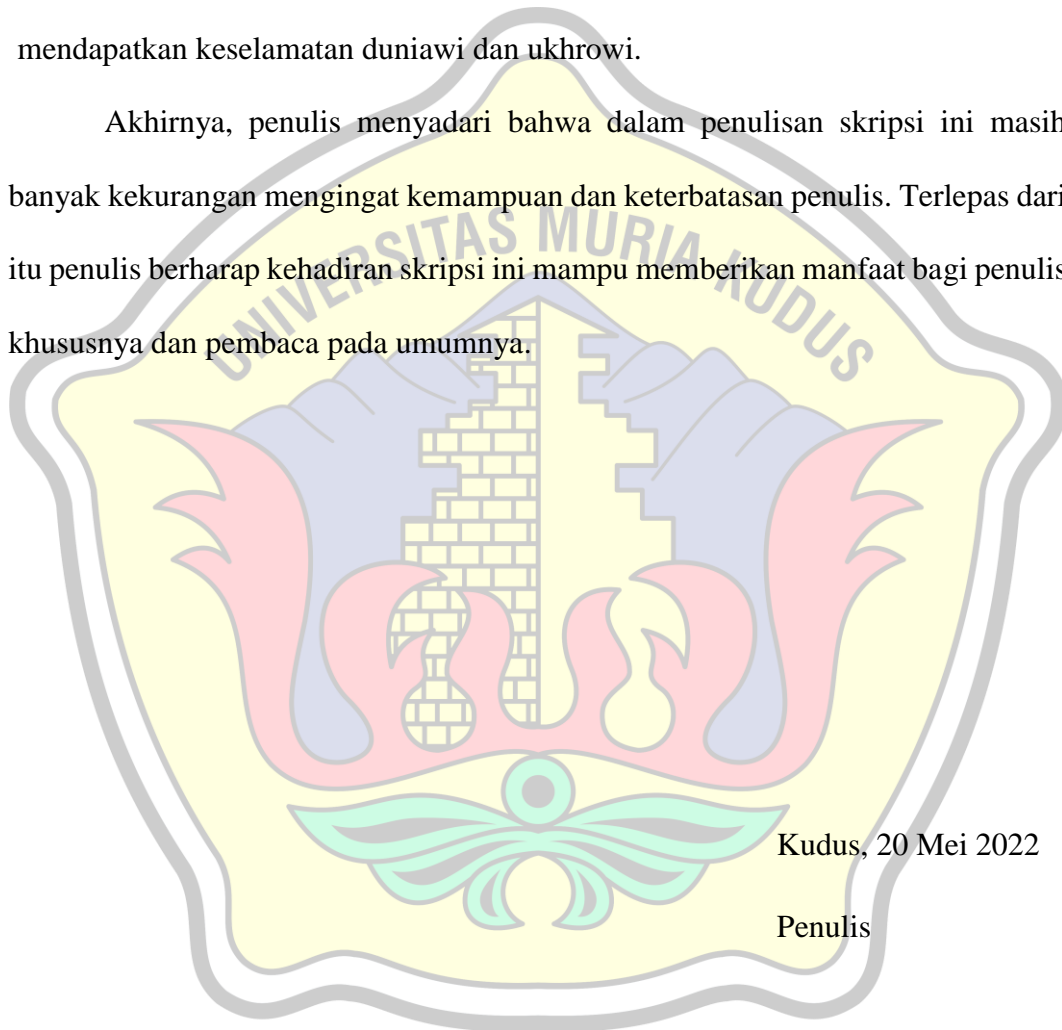 mendapatkan keselamatan duniawi dan ukhrowi.
Akhirnya, penulis menyadari bahwa dalam penulisan skripsi ini masih
banyak kekurangan mengingat kemampuan dan keterbatasan penulis. Terlepas dari
itu penulis berharap kehadiran skripsi ini mampu memberikan manfaat bagi penulis
khususnya dan pembaca pada umumnya.
UNIVERSITAS MURIA KUDUS
Kudus, 20 Mei 2022
Penulis